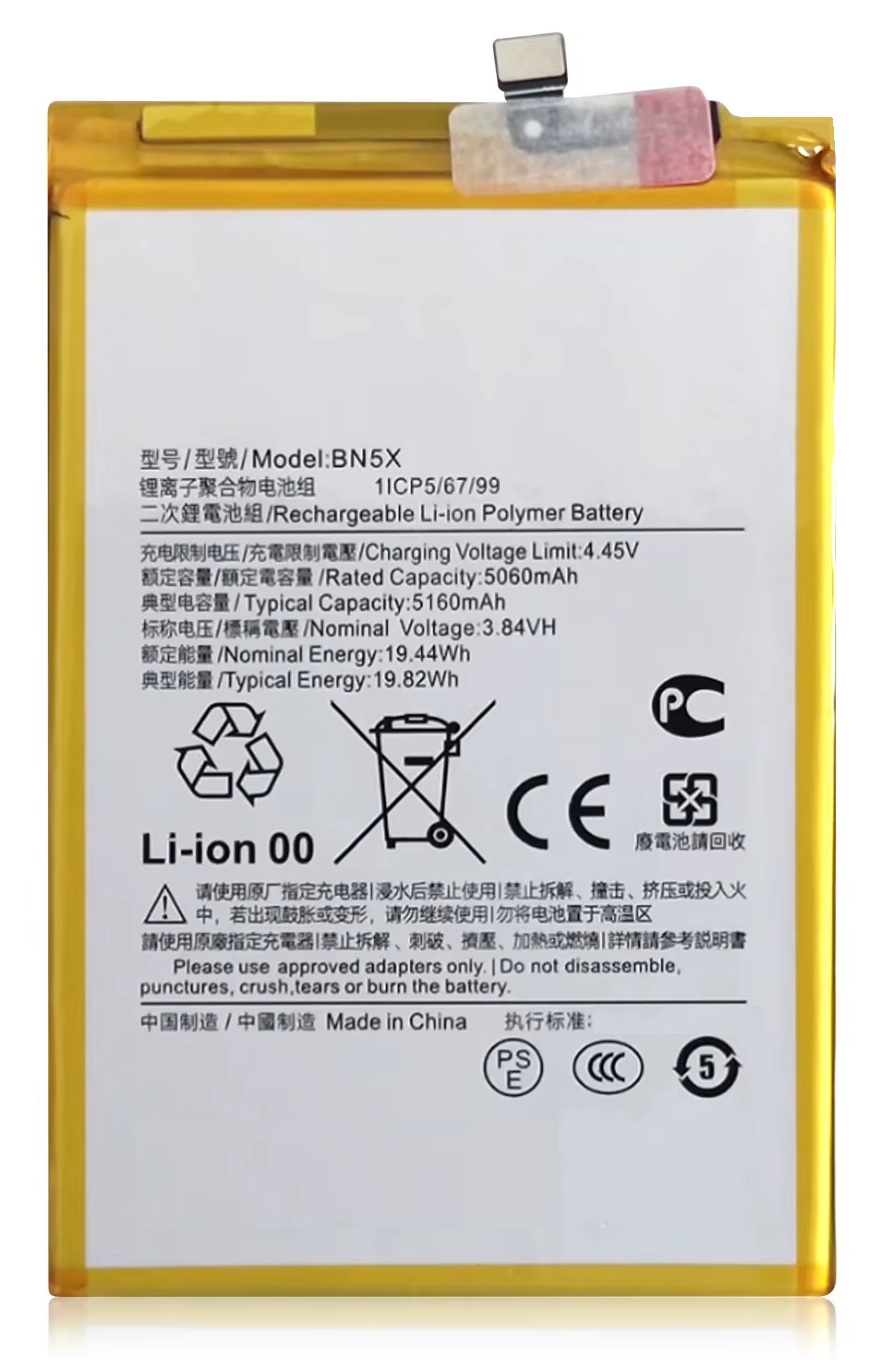 型号/型號/Model:BN5X
锂离子聚合物电池组 1ICP5/67/99
二次鋰電池組/Rechargeable Li-ion Polymer Battery
充电限制电压/充電限制電壓/Charging Voltage Limit:4.45V
额定容量/額定電容量 /Rated Capacity:5060mAh
典型电容量/Typical Capacity:5160mAh
标称电压/標稱電壓/Nominal Voltage:3.84VH
额定能量/Nominal Energy:19.44Wh
典型能量/Typical Energy:19.82Wh
PC
CE
Li-ion 00
廢電池請回收
请使用原厂指定充电器|浸水后禁止使用|禁止拆解、撞击、挤压或投入火
中，若出现鼓胀或变形，请勿继续使用|勿将电池置于高温区
請使用原廠指定充電器|禁止拆解、刺破、擠壓、加熱或燃燒|詳情請參考説明書
Please use approved adapters only.|Do not disassemble,
punctures, crush,tears or burn the battery.
中国制造/中國制造 Made in China 执行标准:
PS
E
CCC
5